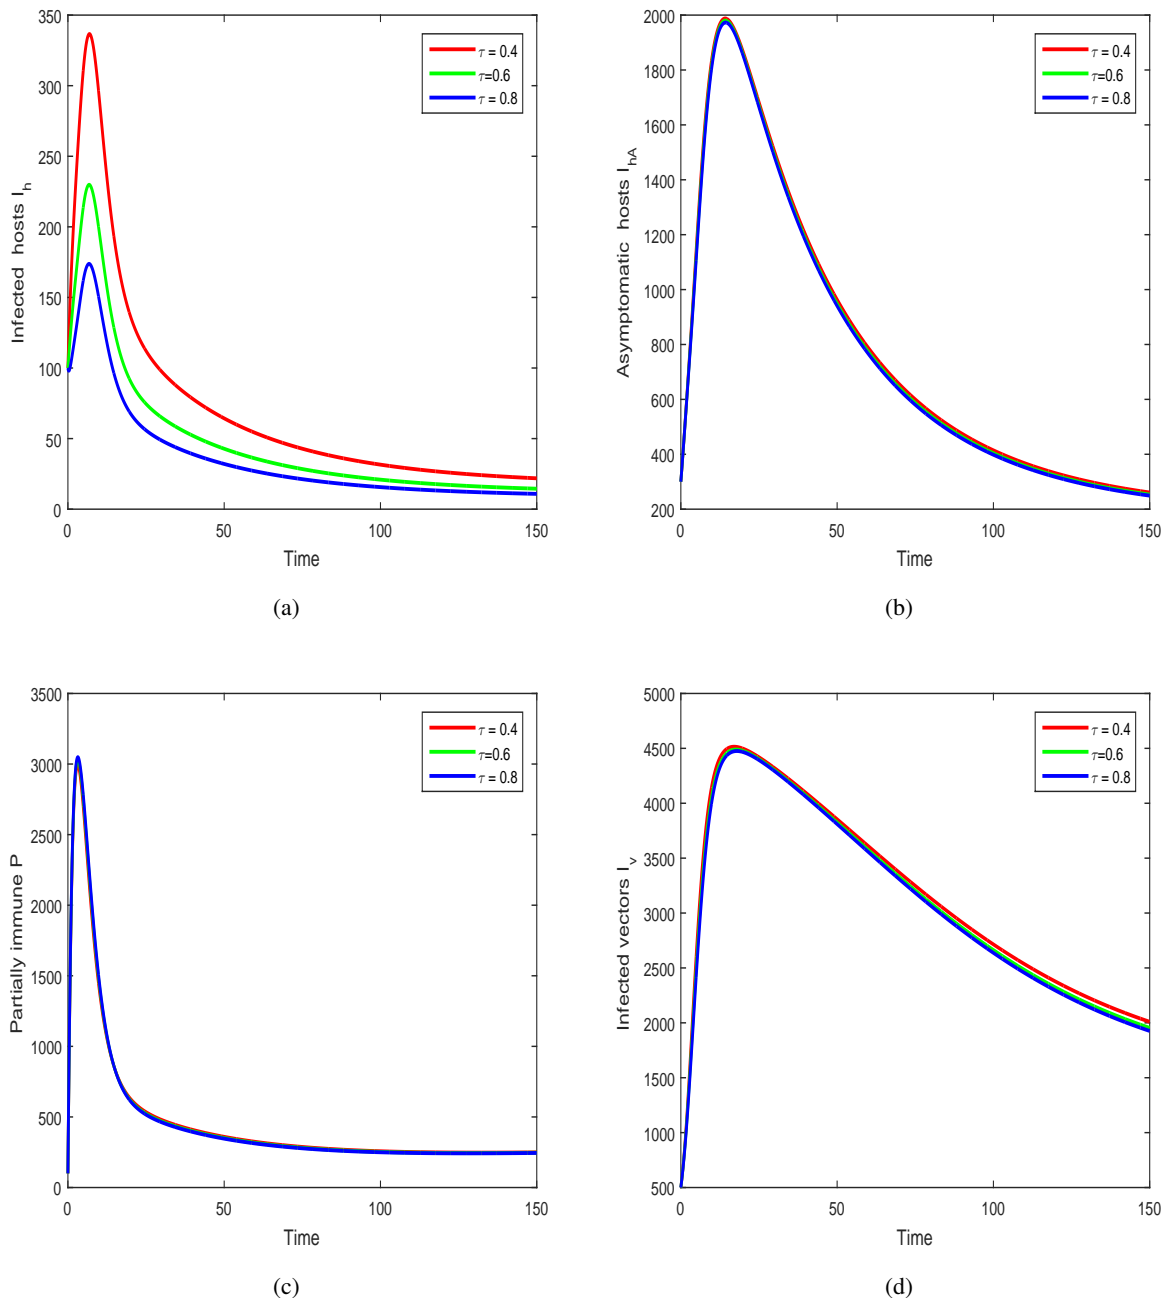 350
300
250
200
150
100
50
0
0
50
100
150
Infected hosts I_h
Time
τ = 0.4
τ=0.6
τ = 0.8
(a)
2000
1800
1600
1400
1200
1000
800
600
400
200
0
50
100
150
Asymptomatic hosts I_hA
Time
τ = 0.4
τ=0.6
τ = 0.8
(b)
3500
3000
2500
2000
1500
1000
500
0
0
50
100
150
Partially immune P
Time
τ = 0.4
τ=0.6
τ = 0.8
(c)
5000
4500
4000
3500
3000
2500
2000
1500
1000
500
0
50
100
150
Infected vectors I_v
Time
τ = 0.4
τ=0.6
τ = 0.8
(d)